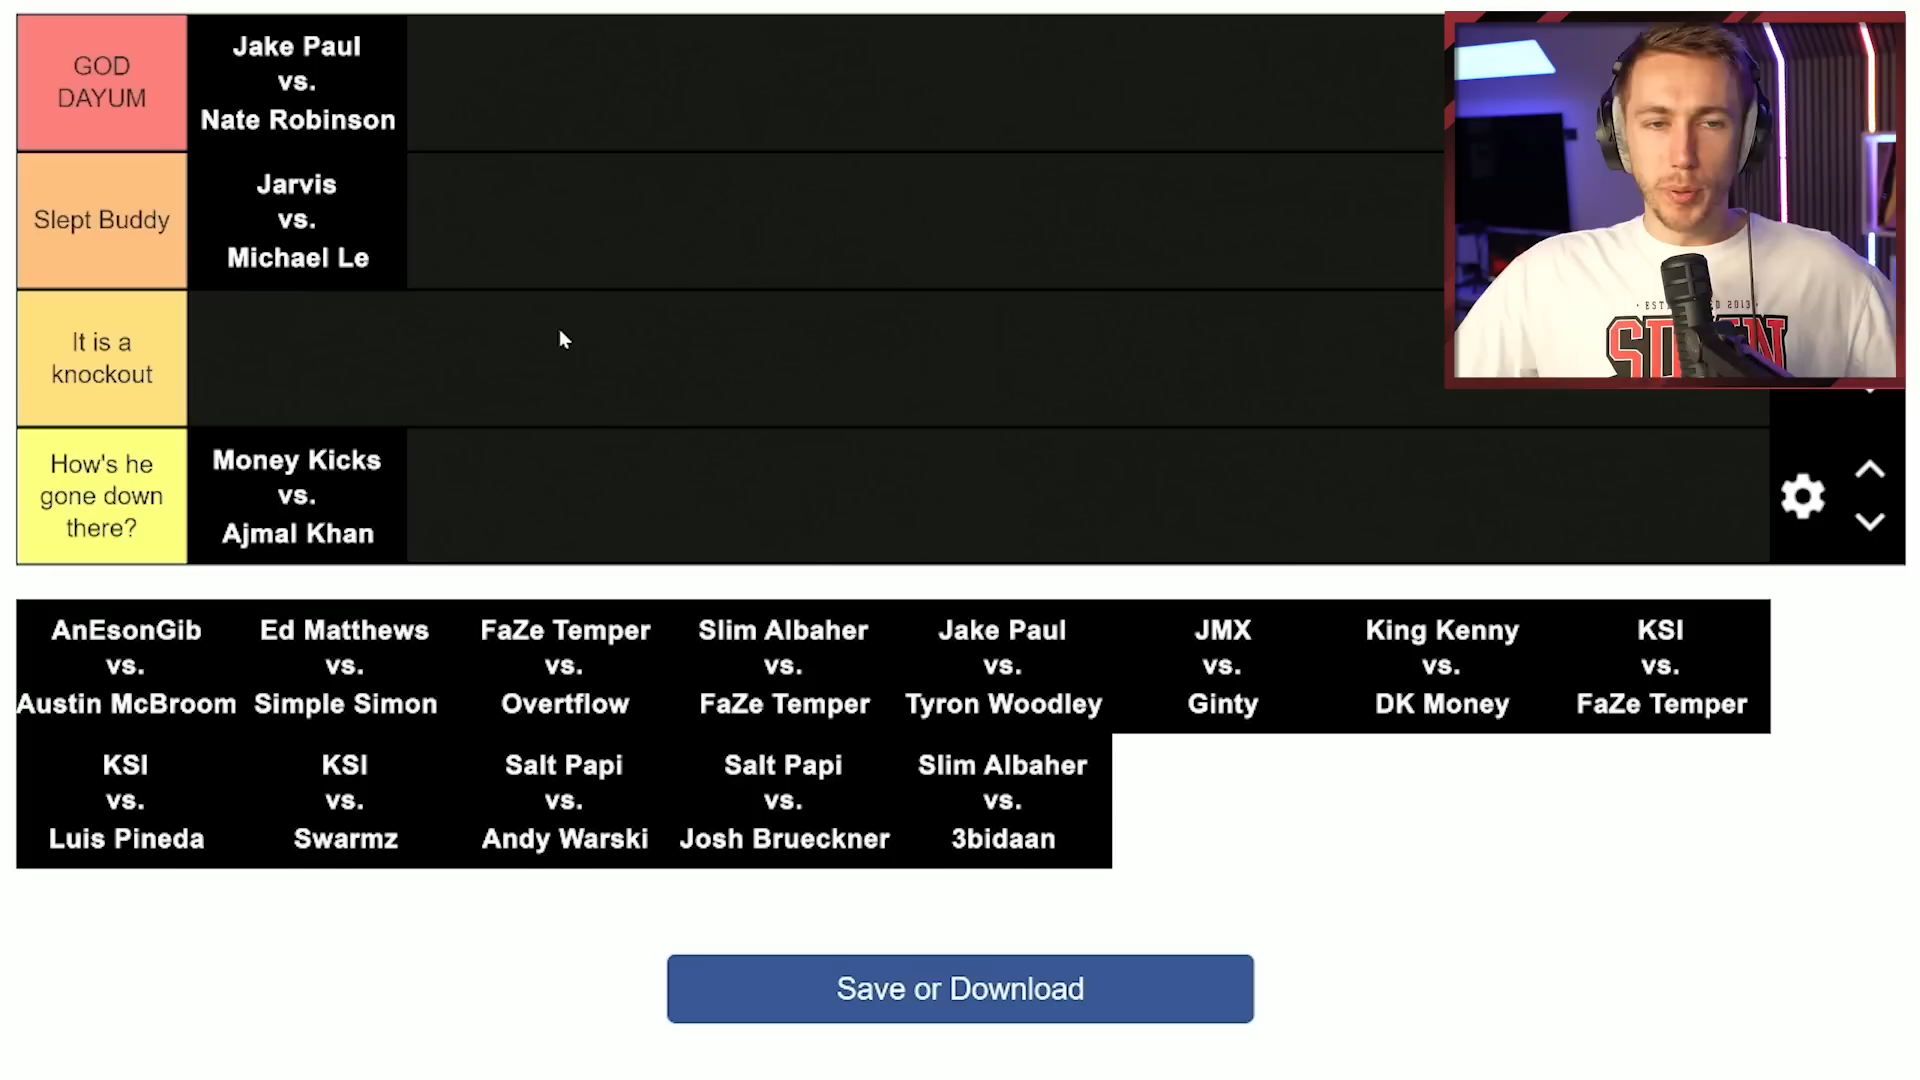 GOD
DAYUM
Jake Paul
vs.
Nate Robinson
Slept Buddy
Jarvis
vs.
Michael Le
It is a
knockout
How's he
gone down
there?
Money Kicks
vs.
Ajmal Khan
AnEsonGib
vs.
Austin McBroom
Ed Matthews
vs.
Simple Simon
FaZe Temper
vs.
Overtflow
Slim Albaher
vs.
FaZe Temper
Jake Paul
vs.
Tyron Woodley
JMX
vs.
Ginty
King Kenny
vs.
DK Money
KSI
vs.
FaZe Temper
KSI
vs.
Luis Pineda
KSI
vs.
Swarmz
Salt Papi
vs.
Andy Warski
Salt Papi
vs.
Josh Brueckner
Slim Albaher
vs.
3bidaan
Save or Download